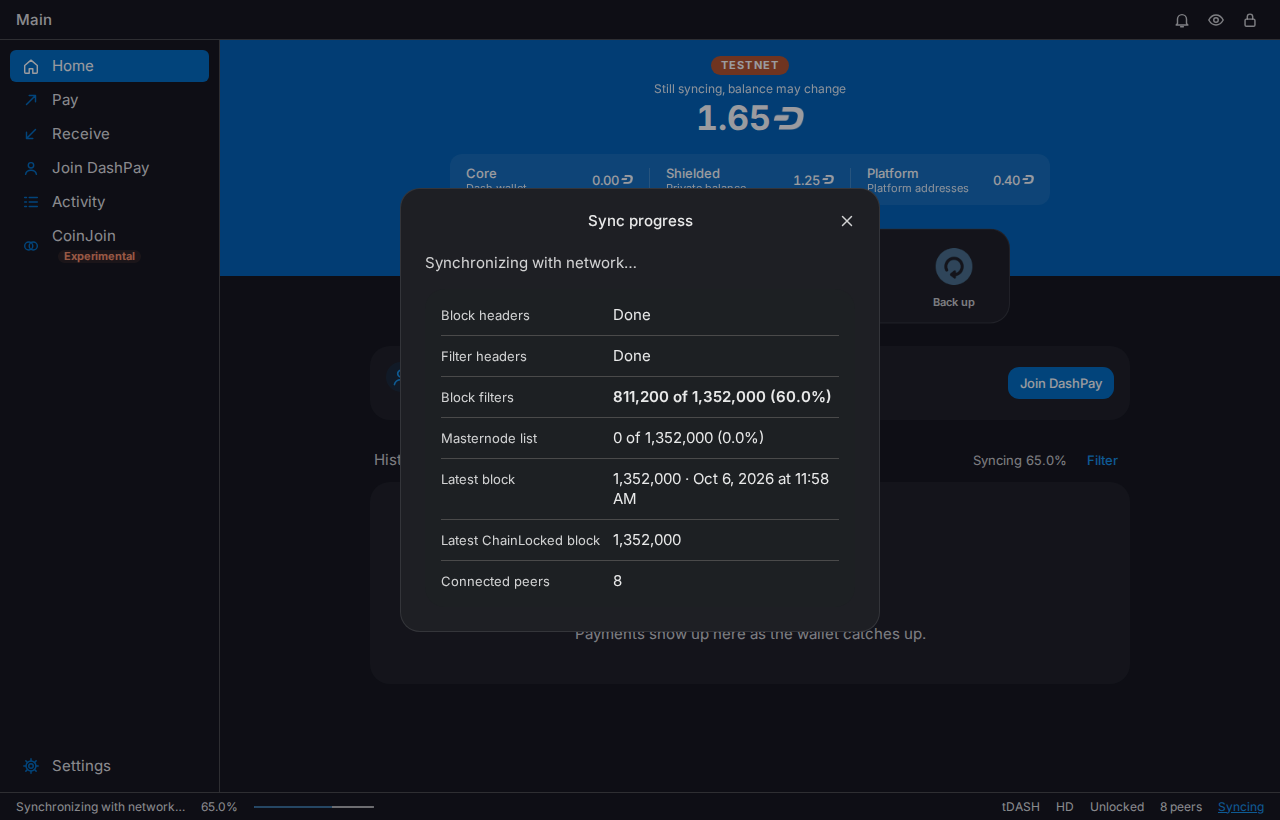 Main
Home
Pay
Receive
Join DashPay
Activity
CoinJoin
Experimental
Settings
TESTNET
Still syncing, balance may change
1.65
Core
Dash wallet
0.00
Shielded
Private balance
1.25
Platform
Platform addresses
0.40
Back up
Join DashPay
Syncing 65.0%
Filter
Sync progress
Synchronizing with network…
Block headers Done
Filter headers Done
Block filters 811,200 of 1,352,000 (60.0%)
Masternode list 0 of 1,352,000 (0.0%)
Latest block 1,352,000 · Oct 6, 2026 at 11:58
AM
Latest ChainLocked block 1,352,000
Connected peers 8
Payments show up here as the wallet catches up.
Synchronizing with network… 65.0%
tDASH HD Unlocked 8 peers Syncing